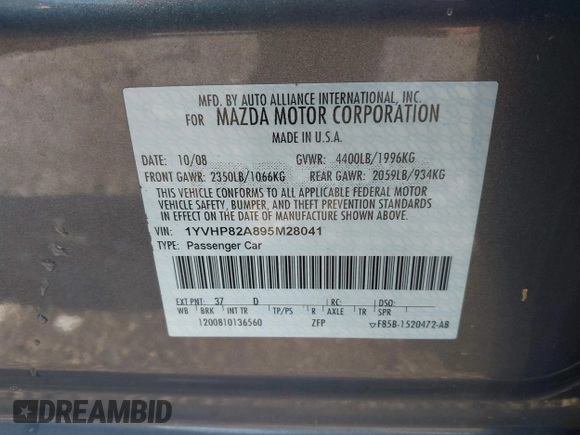 MFD. BY AUTO ALLIANCE INTERNATIONAL, INC.
FOR MAZDA MOTOR CORPORATION
MADE IN U.S.A.
DATE: 10/08 GVWR: 4400LB/1996KG
FRONT GAWR: 2350LB/1066KG REAR GAWR: 2059LB/934KG
THIS VEHICLE CONFORMS TO ALL APPLICABLE FEDERAL MOTOR
VEHICLE SAFETY, BUMPER, AND THEFT PREVENTION STANDARDS
IN EFFECT ON THE DATE OF MANUFACTURE SHOWN ABOVE.
VIN: 1YVHP82A895M28041
TYPE: Passenger Car
EXT PNT: 37 D RC: DSO:
WB BRK INT TR TP/PS R AXLE TR SPR
1200810136560 ZFP F85B-1520472-AB
DREAMBID